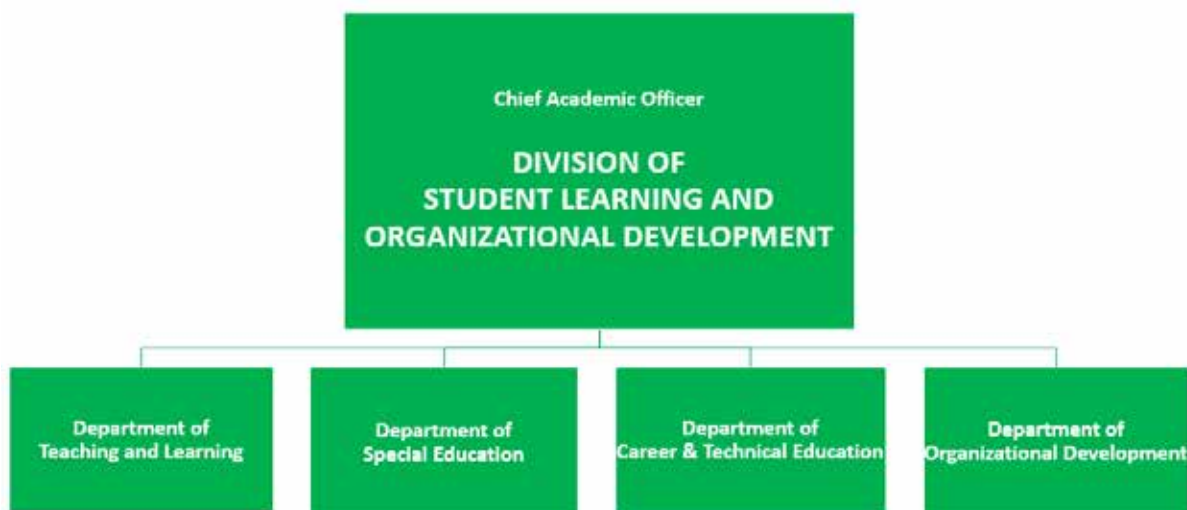 Chief Academic Officer
DIVISION OF
STUDENT LEARNING AND
ORGANIZATIONAL DEVELOPMENT
Department of
Teaching and Learning
Department of
Special Education
Department of
Career & Technical Education
Department of
Organizational Development